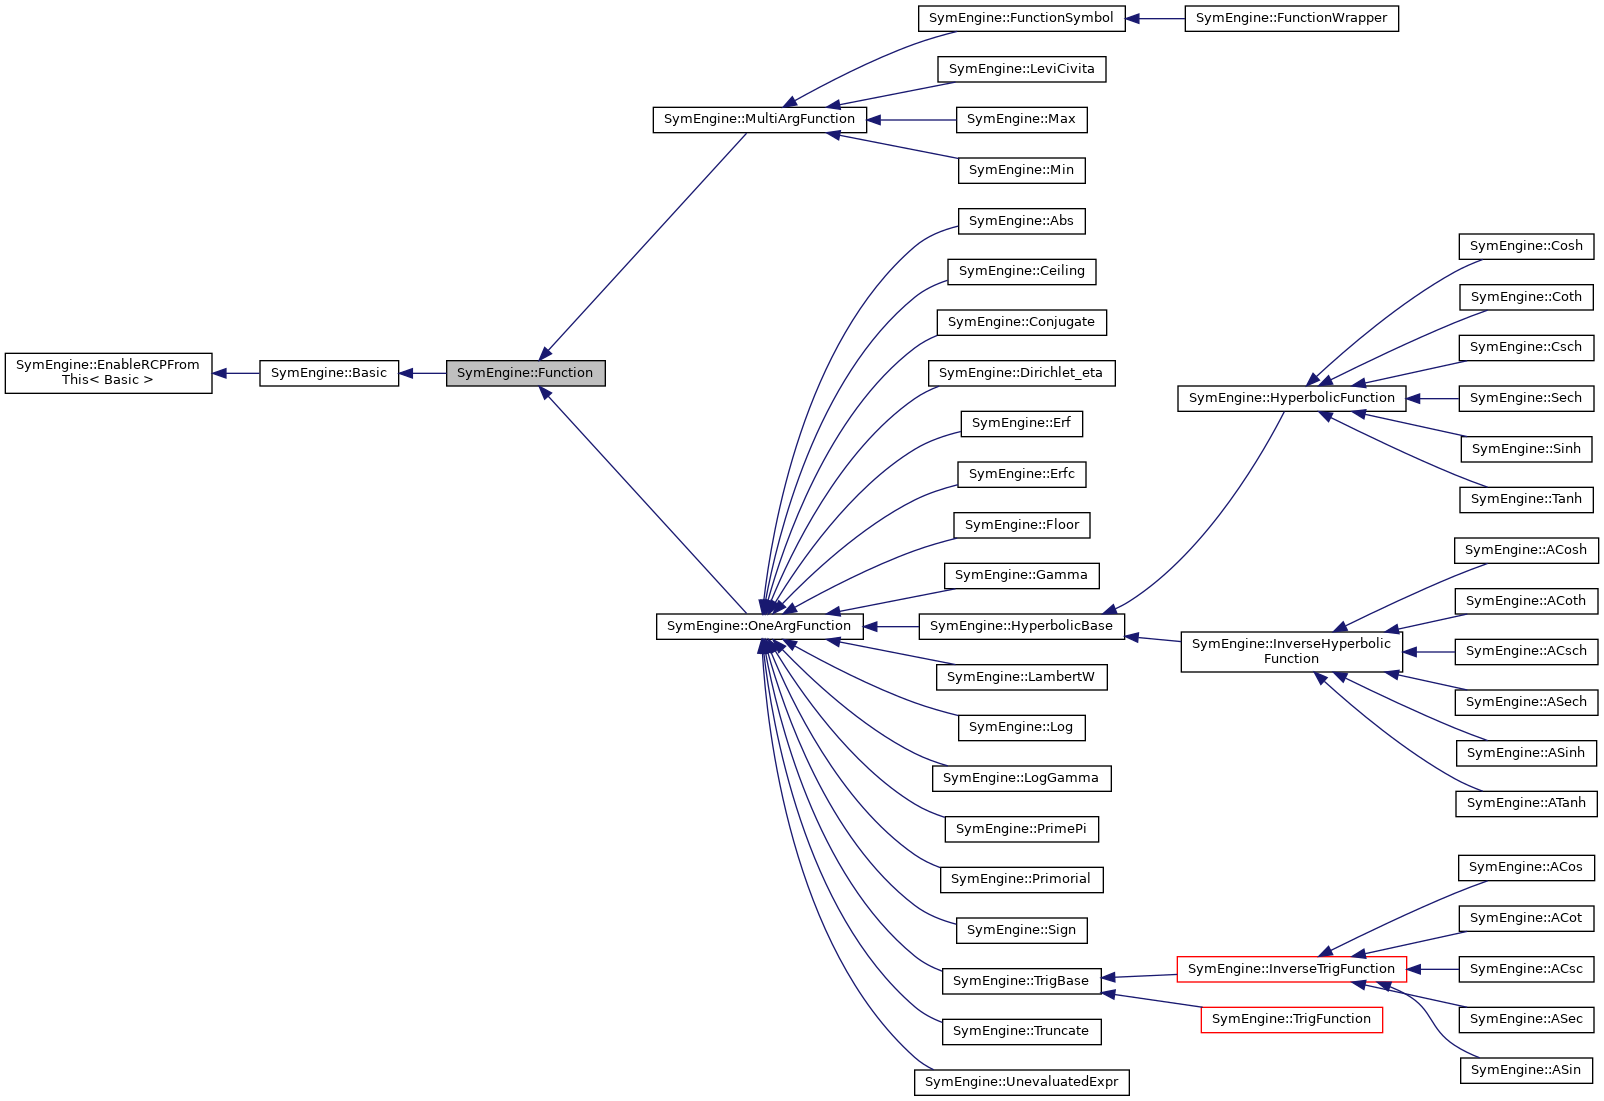 SymEngine::EnableRCPFrom
This< Basic >
SymEngine::Basic
SymEngine::Function
SymEngine::MultiArgFunction
SymEngine::OneArgFunction
SymEngine::FunctionSymbol
SymEngine::FunctionWrapper
SymEngine::LeviCivita
SymEngine::Max
SymEngine::Min
SymEngine::Abs
SymEngine::Ceiling
SymEngine::Conjugate
SymEngine::Dirichlet_eta
SymEngine::Erf
SymEngine::Erfc
SymEngine::Floor
SymEngine::Gamma
SymEngine::HyperbolicBase
SymEngine::LambertW
SymEngine::Log
SymEngine::LogGamma
SymEngine::PrimePi
SymEngine::Primorial
SymEngine::Sign
SymEngine::TrigBase
SymEngine::Truncate
SymEngine::UnevaluatedExpr
SymEngine::HyperbolicFunction
SymEngine::InverseHyperbolic
Function
SymEngine::InverseTrigFunction
SymEngine::TrigFunction
SymEngine::Cosh
SymEngine::Coth
SymEngine::Csch
SymEngine::Sech
SymEngine::Sinh
SymEngine::Tanh
SymEngine::ACosh
SymEngine::ACoth
SymEngine::ACsch
SymEngine::ASech
SymEngine::ASinh
SymEngine::ATanh
SymEngine::ACos
SymEngine::ACot
SymEngine::ACsc
SymEngine::ASec
SymEngine::ASin